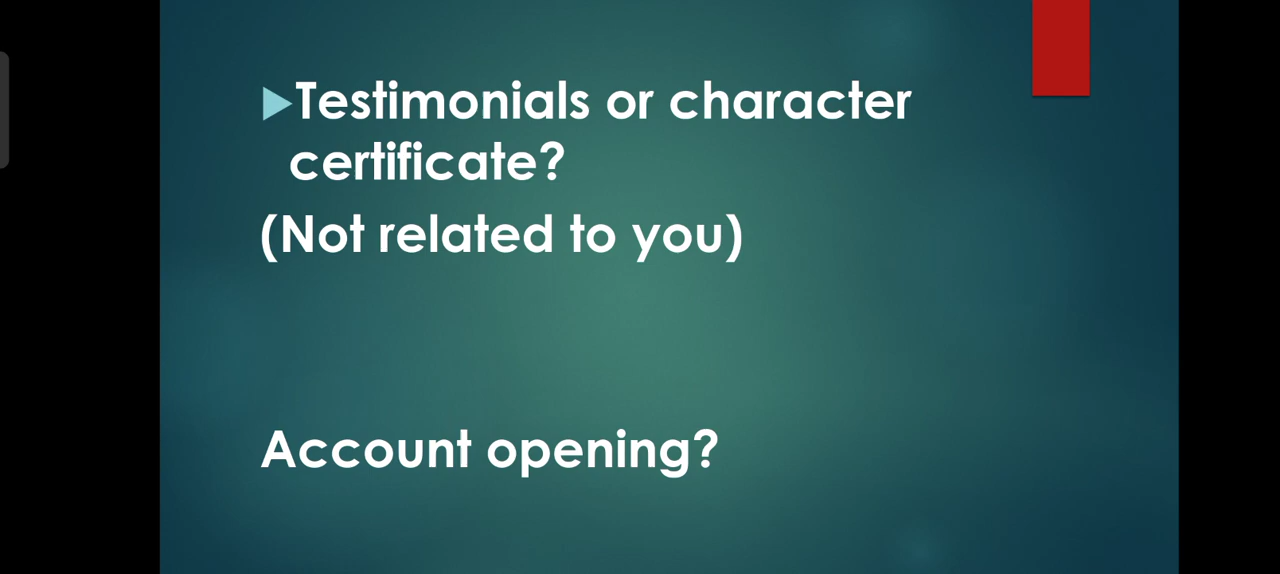 Testimonials or character
certificate?
(Not related to you)
Account opening?